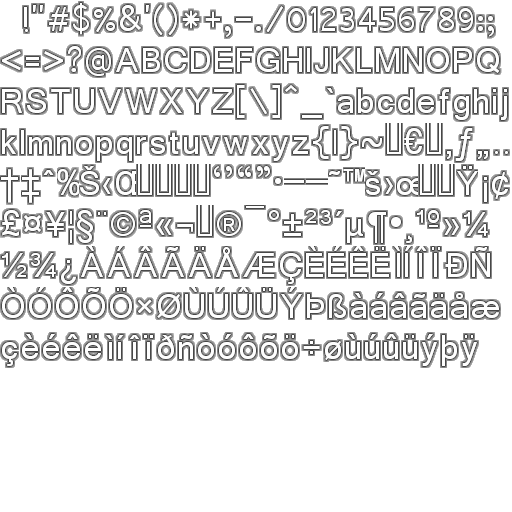 !"#$%&'()*+,-./0123456789:;
<=>?@ABCDEFGHIJKLMNOPQ
RSTUVWXYZ[\]^_`abcdefghij
klmnopqrstuvwxyz{|}~€,ƒ„..
†‡ˆ%Š‹Œ‘’“”·–—˜™š›œŸ¡¢
£¤¥¦§¨©ª«¬®¯°±²³´µ¶•¸¹º»¼
½¾¿ÀÁÂÃÄÅÆÇÈÉÊËÌÍÎÏÐÑ
ÒÓÔÕÖ×ØÙÚÛÜÝÞßàáâãäåæ
çèéêëìíîïðñòóôõö÷øùúûüýþÿ